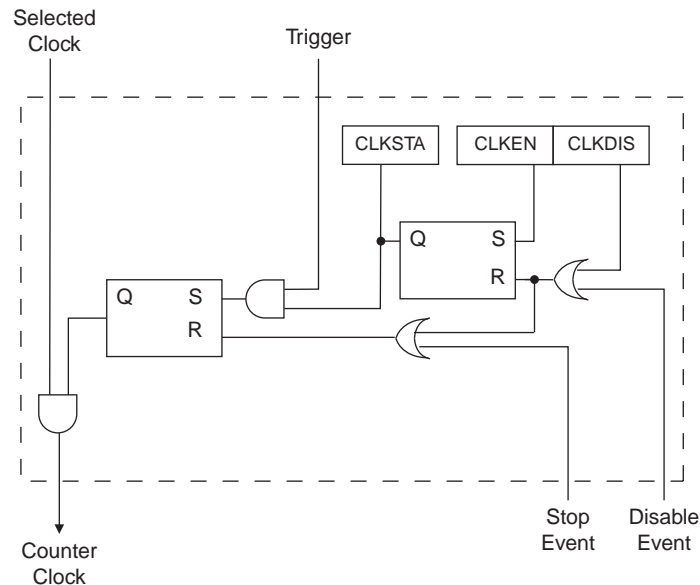 Selected
Clock
Trigger
CLKSTA
CLKEN
CLKDIS
Q
S
R
Q
S
R
Stop
Event
Disable
Event
Counter
Clock